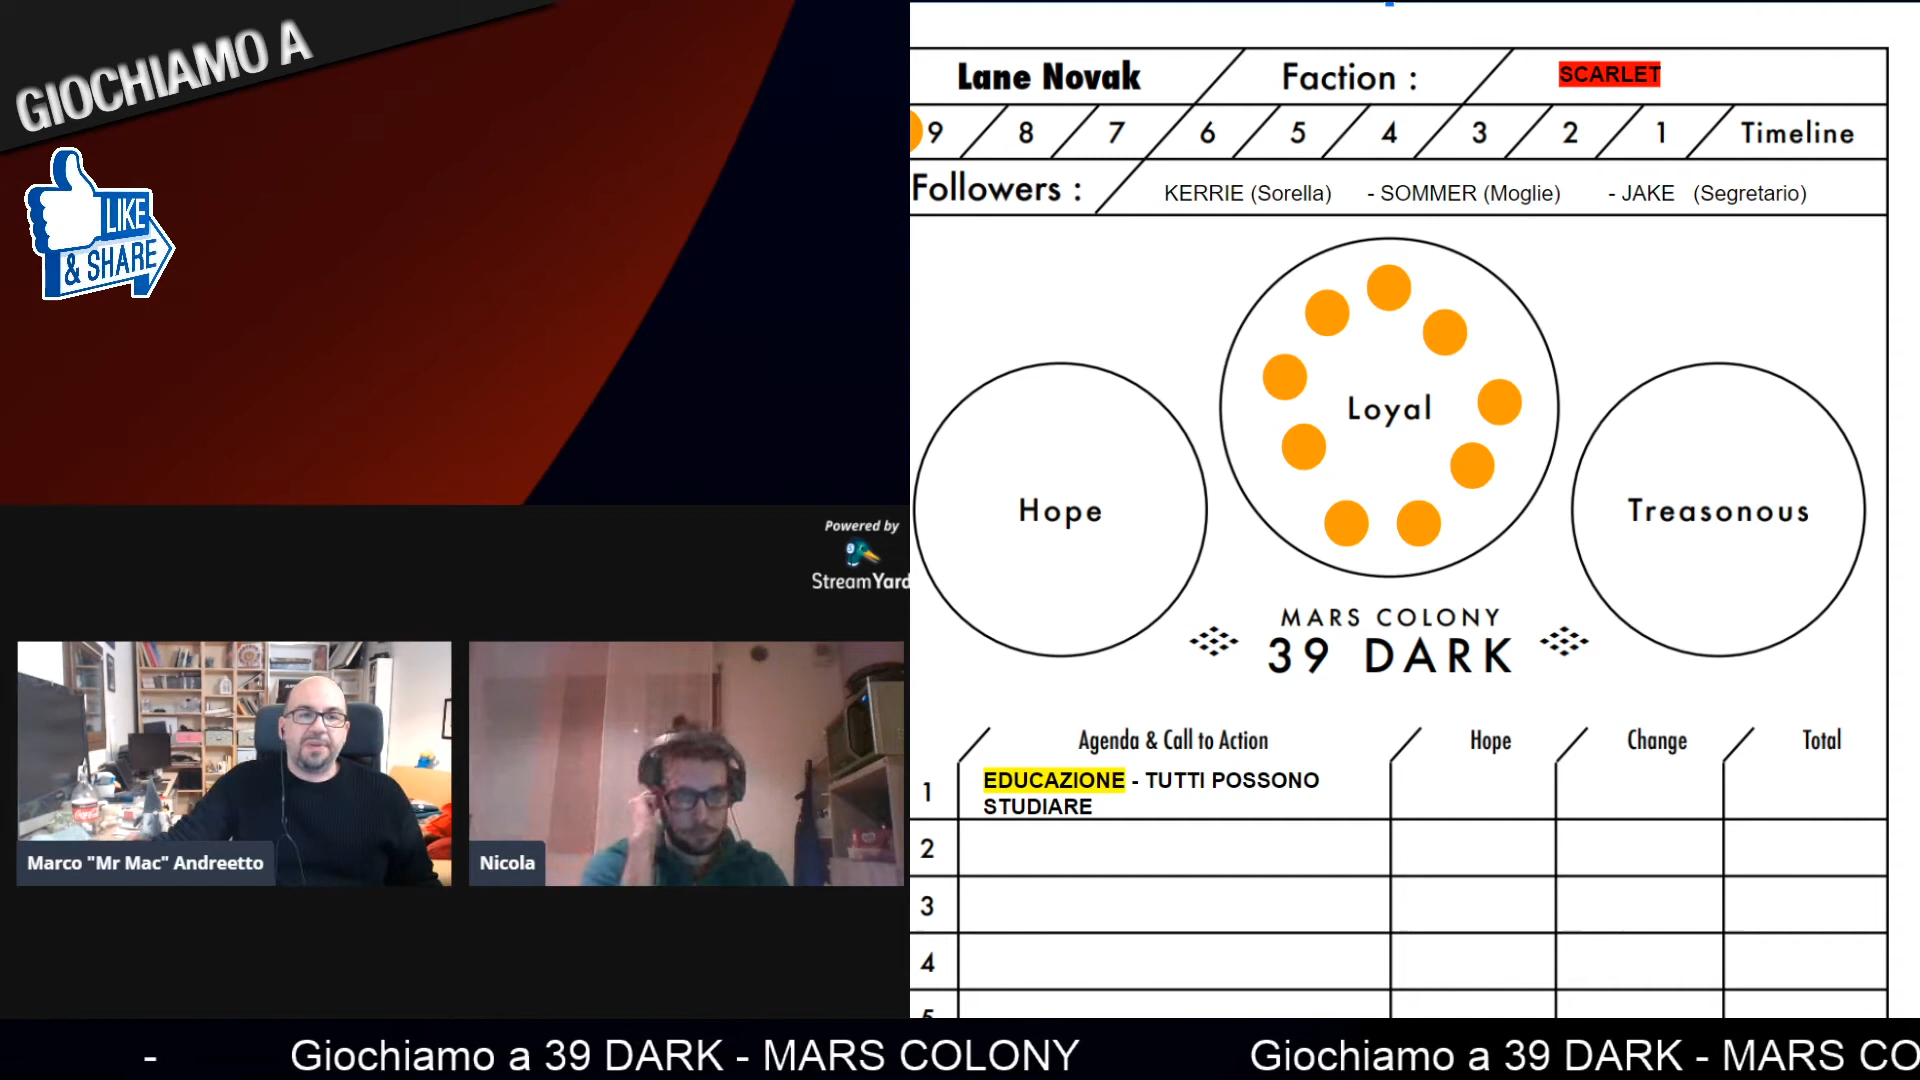 GIOCHIAMO A
LIKE
& SHARE
Powered by
StreamYard
Marco "Mr Mac" Andreetto
Nicola
Lane Novak
Faction :
SCARLET
9 8 7 6 5 4 3 2 1 Timeline
Followers :
KERRIE (Sorella) - SOMMER (Moglie) - JAKE (Segretario)
Loyal
Hope
Treasonous
MARS COLONY
39 DARK
Agenda & Call to Action Hope Change Total
1 EDUCAZIONE - TUTTI POSSONO
STUDIARE
2
3
4
5
- Giochiamo a 39 DARK - MARS COLONY Giochiamo a 39 DARK - MARS CO